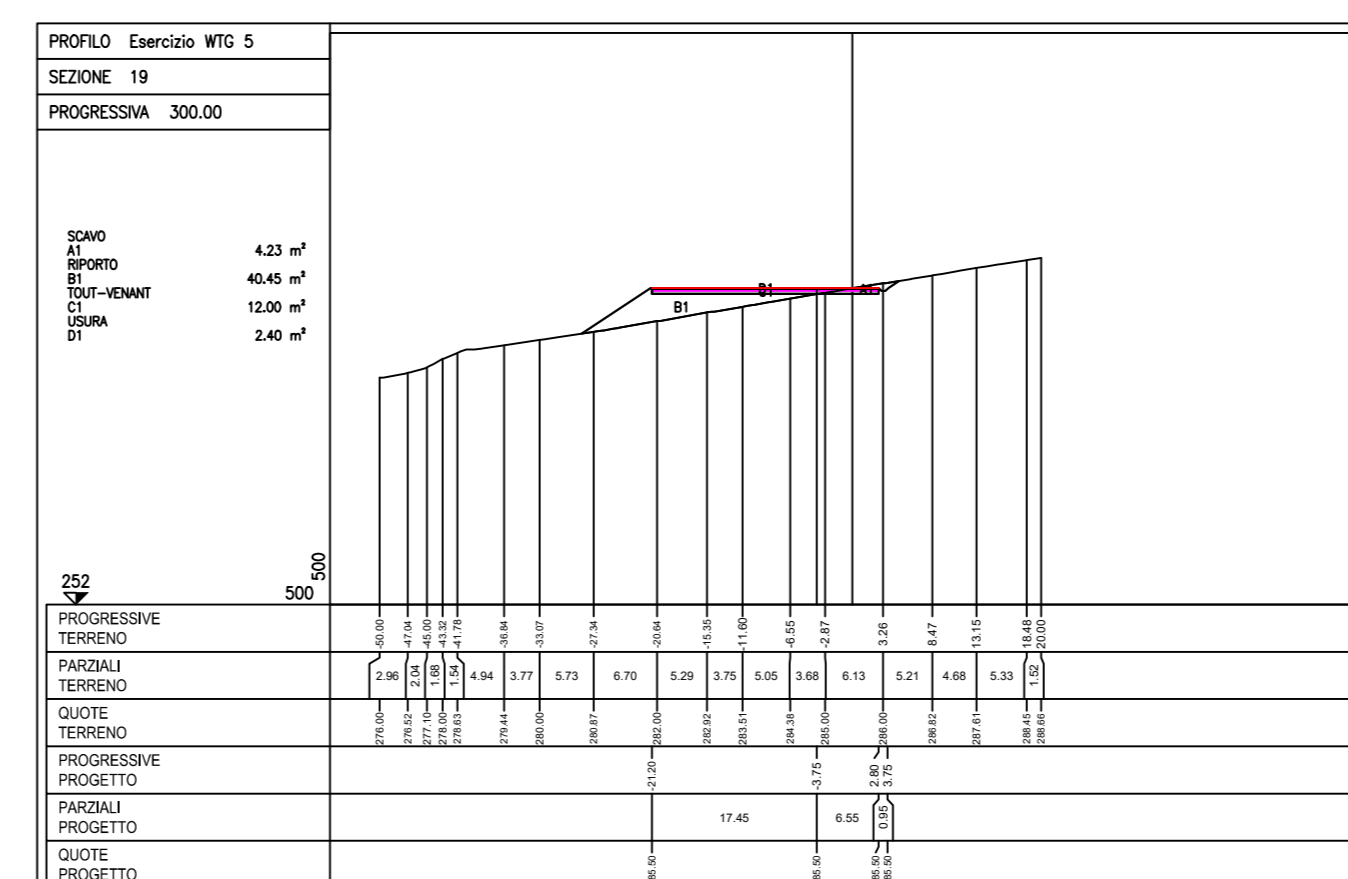 PROFILO Esercizio WTG 5
SEZIONE 19
PROGRESSIVA 300.00
SCAVO
A1 4.23 m²
RIPORTO
B1 40.45 m²
TOUT-VENANT
C1 12.00 m²
USURA
D1 2.40 m²
B1
B1
A1
252
500
500
PROGRESSIVE TERRENO
-50.00 -47.04 -45.00 -43.32 -41.78 -36.84 -33.07 -27.34 -20.64 -15.35 -11.60 -6.55 -2.87 3.26 8.47 13.15 18.48 20.00
PARZIALI TERRENO
2.96 2.04 1.68 1.54 4.94 3.77 5.73 6.70 5.29 3.75 5.05 3.68 6.13 5.21 4.68 5.33 1.52
QUOTE TERRENO
276.00 276.52 277.10 278.00 278.63 279.44 280.00 280.87 282.00 282.92 283.51 284.38 285.00 286.00 286.82 287.61 288.45 288.66
PROGRESSIVE PROGETTO
-21.20 -3.75 2.80 3.75
PARZIALI PROGETTO
17.45 6.55 0.95
QUOTE PROGETTO
85.50 85.50 85.50 85.50